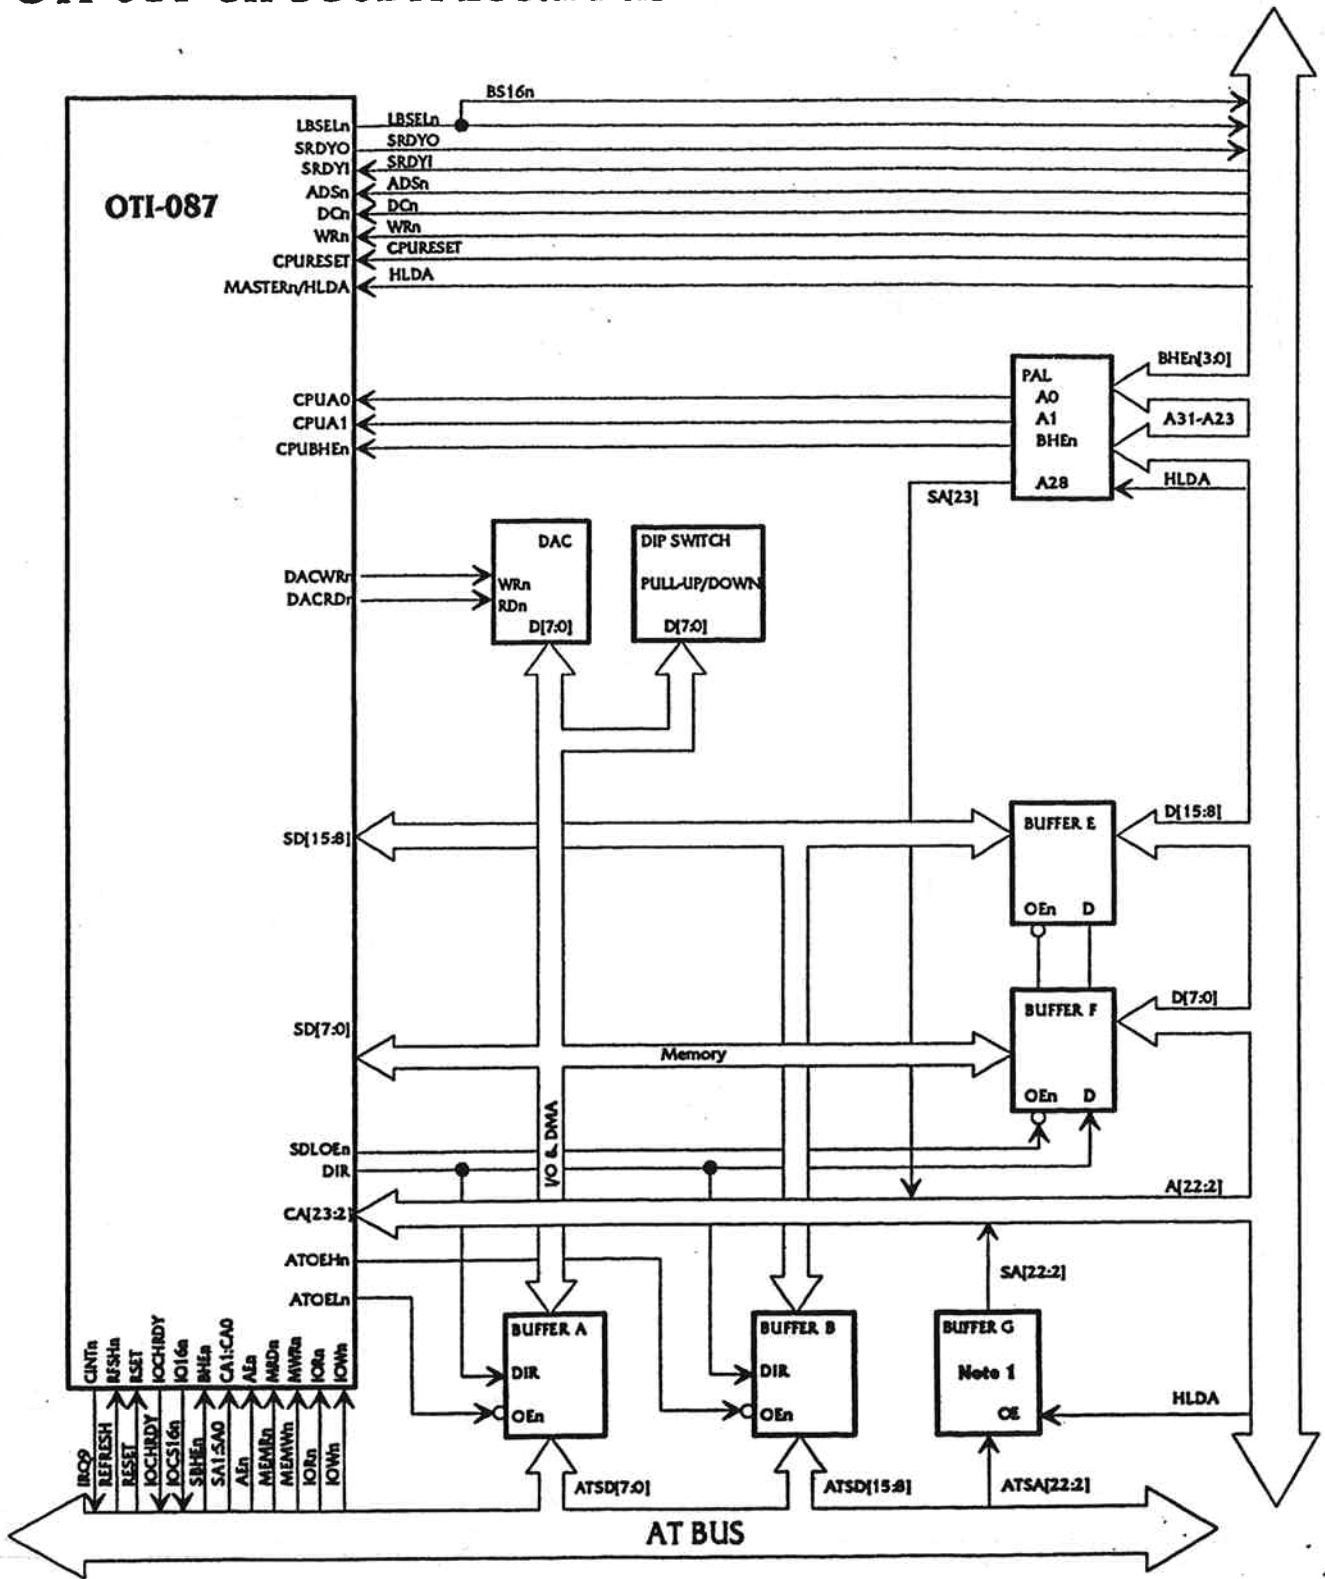 BS16n
LBSELn LBSELn
SRDYO SRDYO
SRDYI SRDYI
ADSn ADSn
OTI-087
DCn DCn
WRn WRn
CPURESET CPURESET
MASTERn/HLDA HLDA
BHEn[3:0]
PAL
CPUA0 A0
CPUA1 A1 A31-A23
CPUBHEn BHEn
A28 HLDA
SA[23]
DAC DIP SWITCH
DACWRn WRn PULL-UP/DOWN
DACRDn RDn
D[7:0] D[7:0]
SD[15:8] BUFFER E D[15:8]
OEn D
SD[7:0] BUFFER F D[7:0]
Memory
OEn D
I/O & DMA
SDLOEn
DIR
CA[23:2] A[22:2]
ATOEHn
SA[22:2]
ATOELn
BUFFER A BUFFER B BUFFER G
DIR DIR Note 1
OEn OEn OE HLDA
CINTn RFSHn RSET IOCHRDY IO16n BHEn CA1:CA0 AEn MRDn MWRn IORn IOWn
IRQ9 REFRESH RESET IOCHRDY IOCS16n SBHEn SA1:SA0 AEn MEMRn MEMWn IORn IOWn
ATSD[7:0] ATSD[15:8] ATSA[22:2]
AT BUS